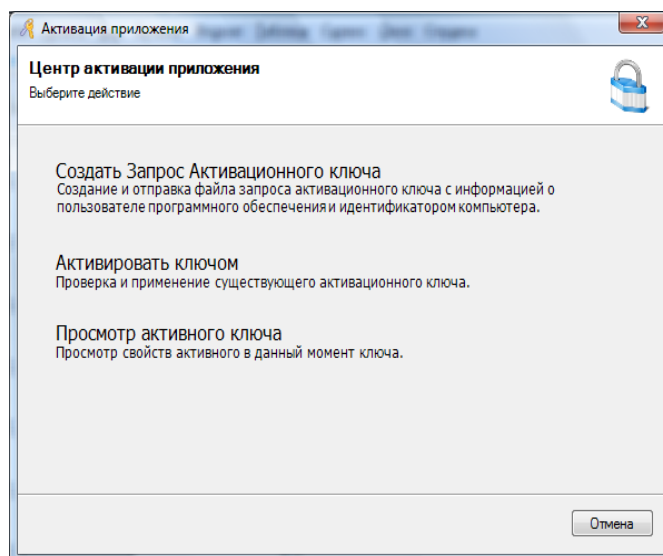 Активация приложения
Центр активации приложения
Выберите действие
Создать Запрос Активационного ключа
Создание и отправка файла запроса активационного ключа с информацией о
пользователе программного обеспечения и идентификатором компьютера.
Активировать ключом
Проверка и применение существующего активационного ключа.
Просмотр активного ключа
Просмотр свойств активного в данный момент ключа.
Отмена